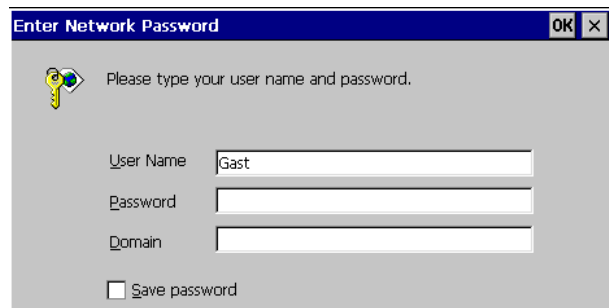 Enter Network Password OK ×
Please type your user name and password.
User Name Gast
Password
Domain
Save password